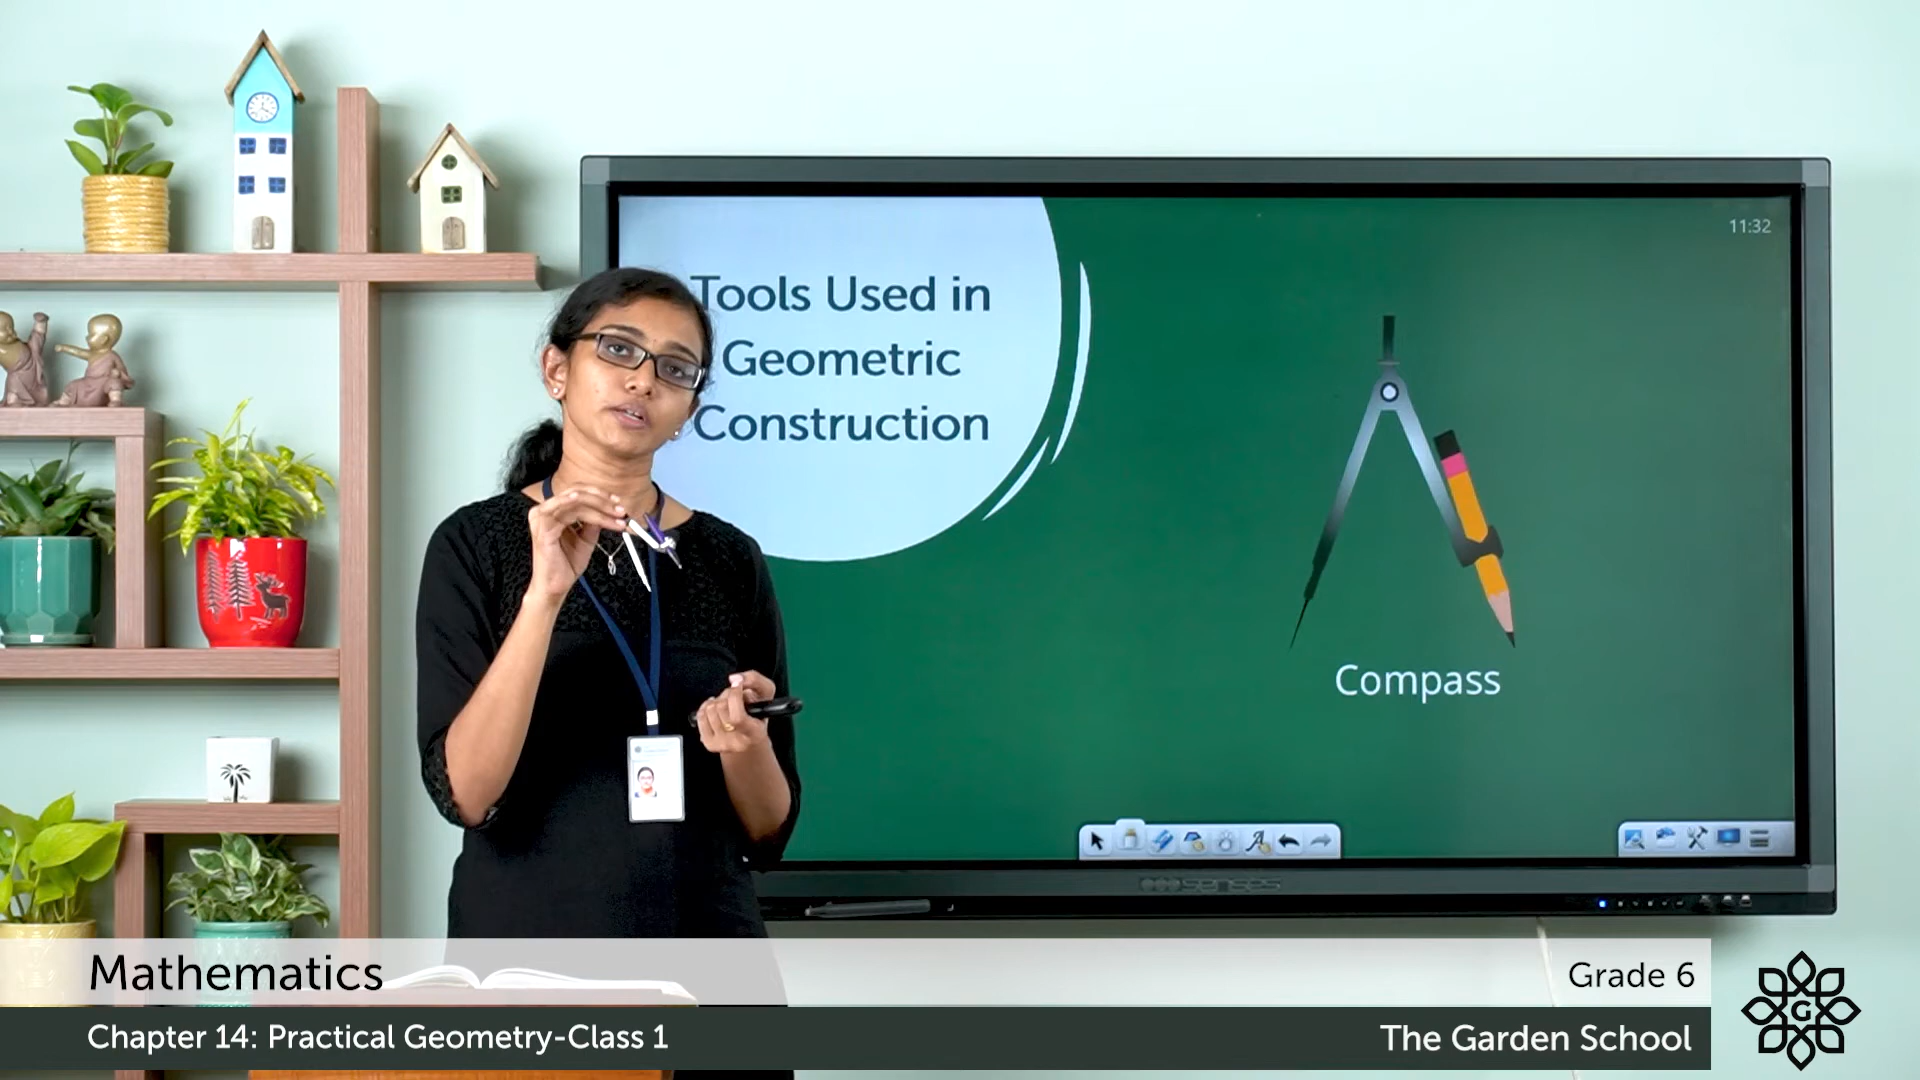 11:32
Tools Used in
Geometric
Construction
Compass
senses
Mathematics
Grade 6
Chapter 14: Practical Geometry-Class 1
The Garden School
G